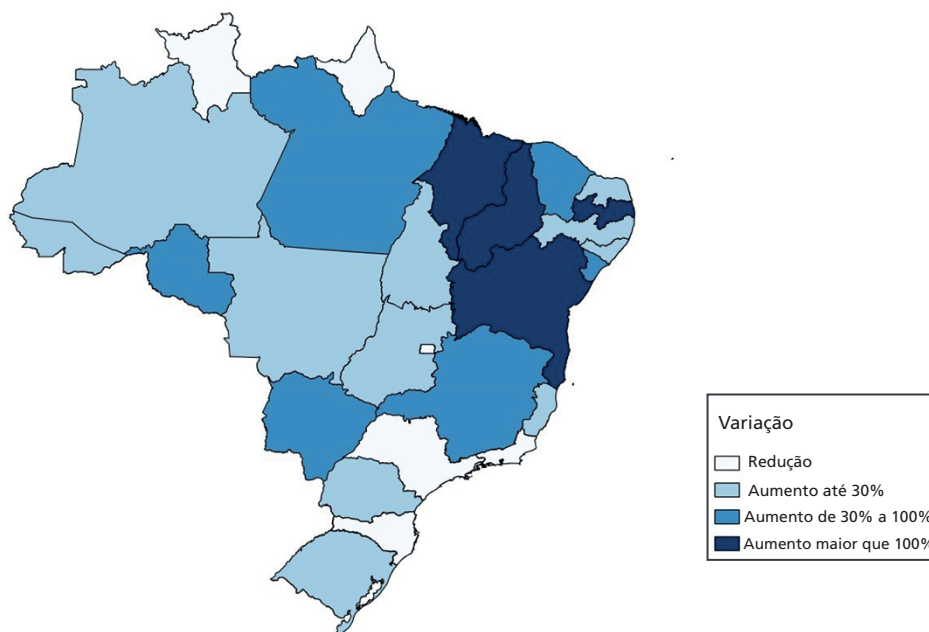 Variação
Redução
Aumento até 30%
Aumento de 30% a 100%
Aumento maior que 100%